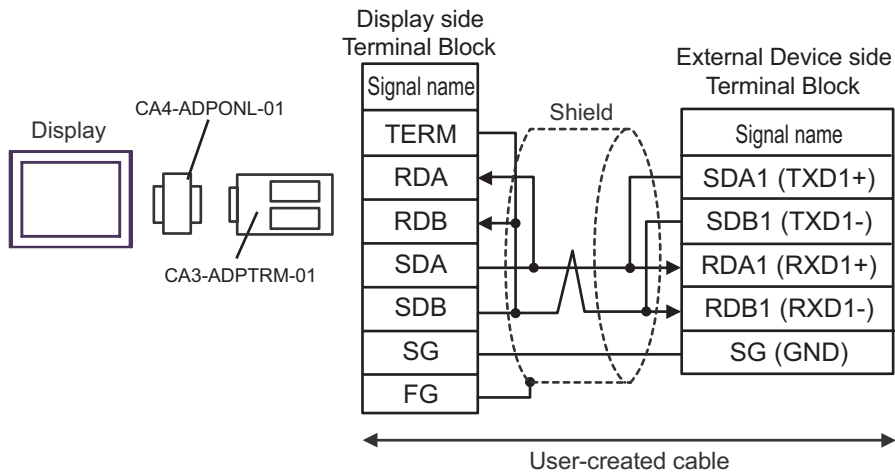 Display side
Terminal Block
External Device side
Terminal Block
CA4-ADPONL-01
Display
CA3-ADPTRM-01
Signal name
TERM
RDA
RDB
SDA
SDB
SG
FG
Shield
Signal name
SDA1 (TXD1+)
SDB1 (TXD1-)
RDA1 (RXD1+)
RDB1 (RXD1-)
SG (GND)
User-created cable